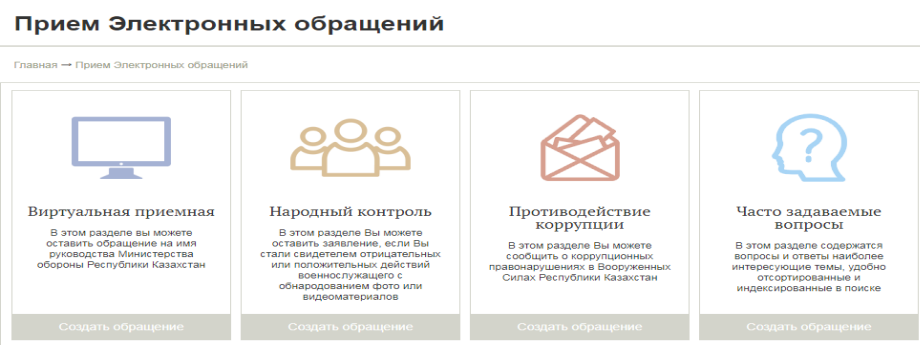 Прием Электронных обращений
Главная → Прием Электронных обращений
Виртуальная приемная
В этом разделе вы можете
оставить обращение на имя
руководства Министерства
обороны Республики Казахстан
Создать обращение
Народный контроль
В этом разделе Вы можете
оставить заявление, если Вы
стали свидетелем отрицательных
или положительных действий
военнослужащего с
обнародованием фото или
видеоматериалов
Создать обращение
Противодействие
коррупции
В этом разделе Вы можете
сообщить о коррупционных
правонарушениях в Вооруженных
Силах Республики Казахстан
Создать обращение
?
Часто задаваемые
вопросы
В этом разделе содержатся
вопросы и ответы наиболее
интересующие темы, удобно
отсортированные и
индексированные в поиске
Создать обращение